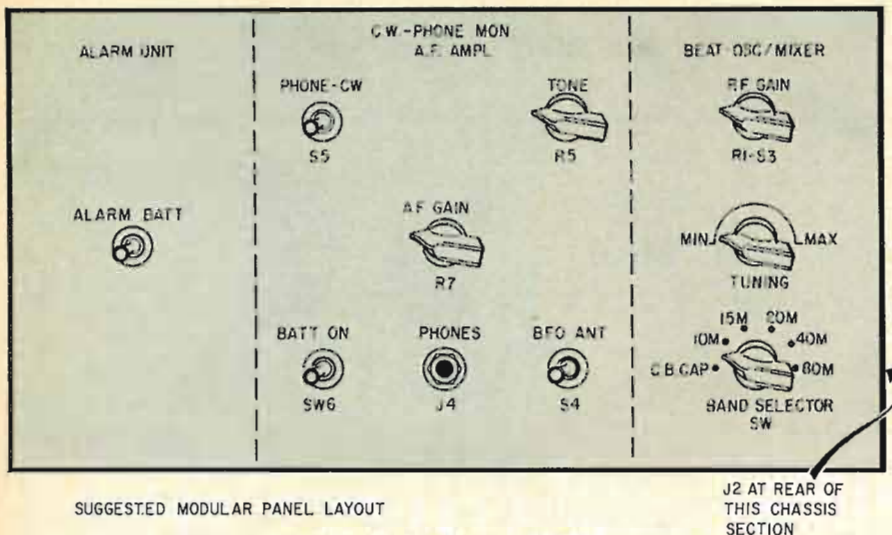 ALARM UNIT
C.W.-PHONE MON
A.F. AMPL
BEAT OSC/MIXER
PHONE-CW
S5
TONE
R5
RF GAIN
R1-S3
ALARM BATT
A.F GAIN
R7
MIN
MAX
TUNING
BATT ON
SW6
PHONES
J4
BFO ANT
S4
15M 20M
10M 40M
C.B.CAP 80M
BAND SELECTOR
SW
SUGGESTED MODULAR PANEL LAYOUT
J2 AT REAR OF
THIS CHASSIS
SECTION